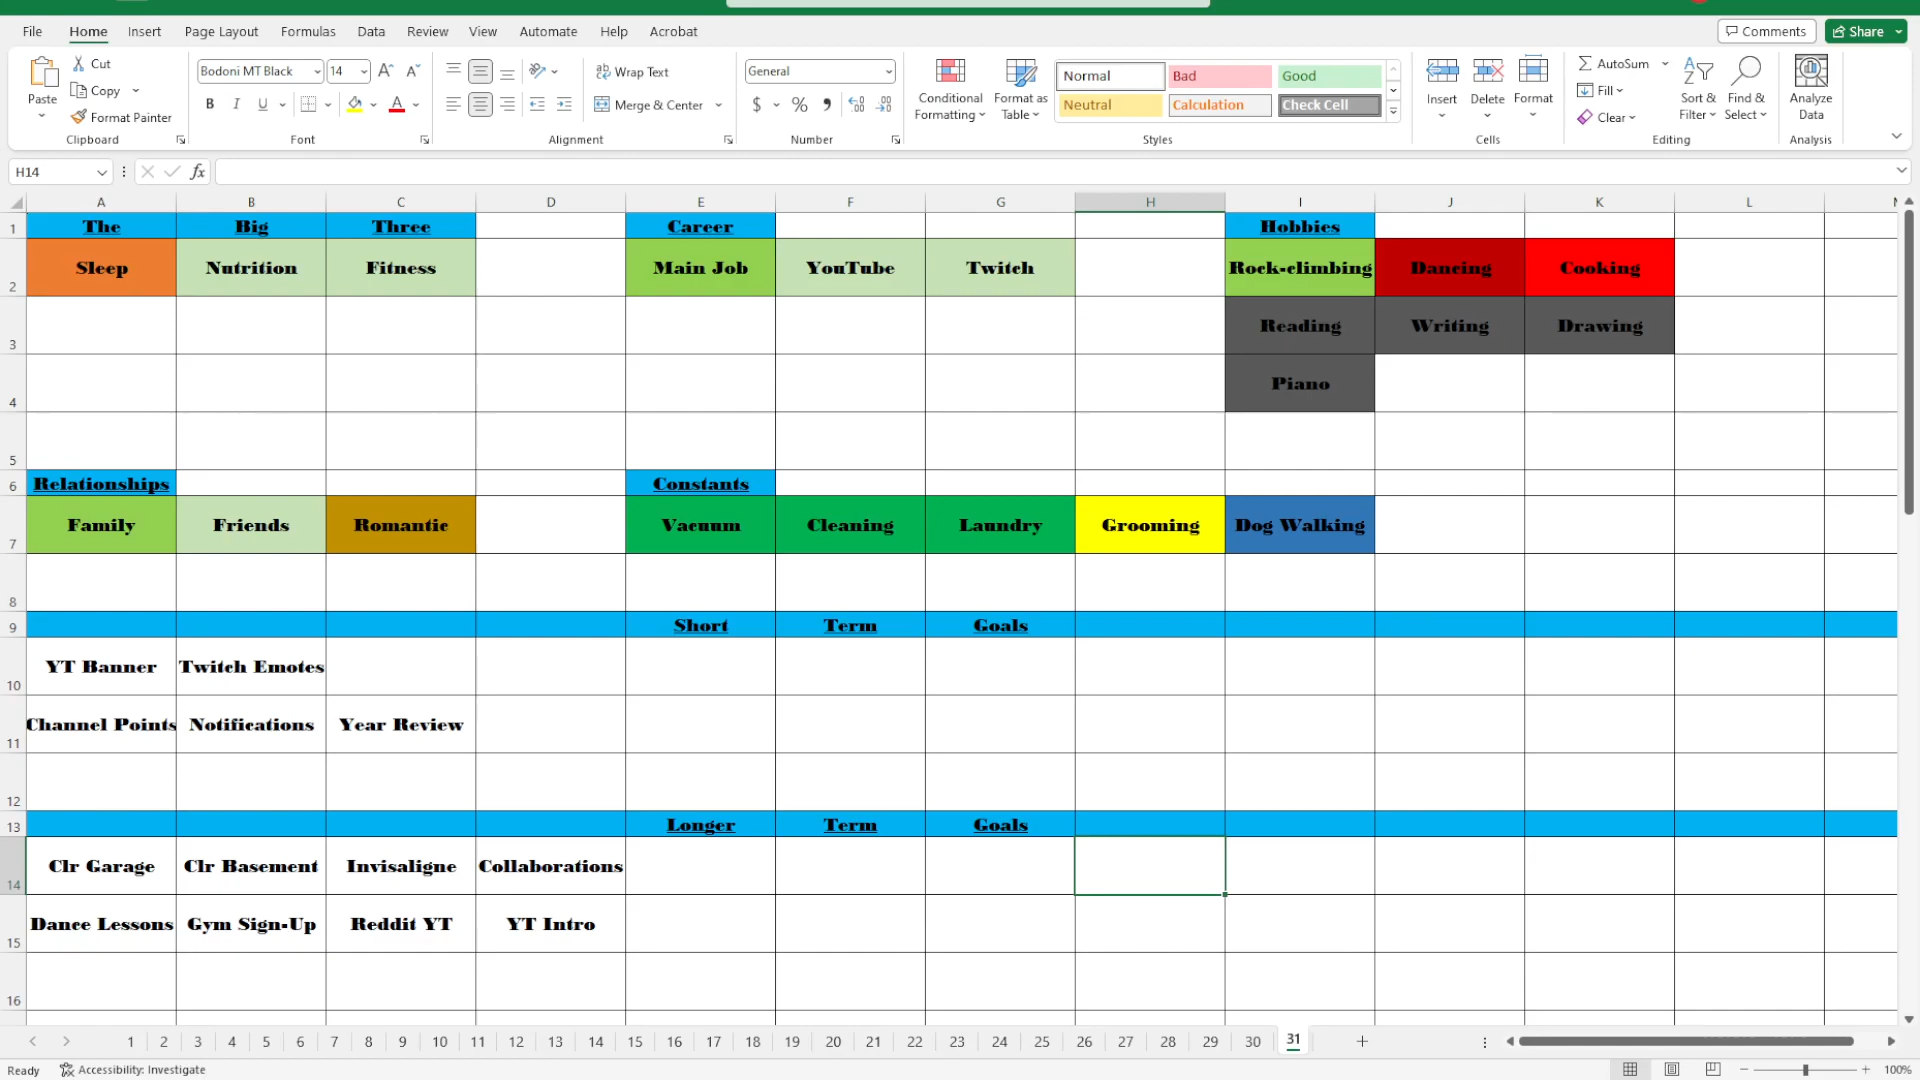 File Home Insert Page Layout Formulas Data Review View Automate Help Acrobat Comments Share
Paste Cut Copy Format Painter Clipboard
Bodoni MT Black 14 A A B I U A Font
Wrap Text Merge & Center Alignment
General $ % , Number
Conditional Formatting Format as Table Normal Bad Good Neutral Calculation Check Cell Styles
Insert Delete Format Cells
AutoSum Fill Clear Sort & Filter Find & Select Editing
Analyze Data Analysis
H14 fx
A B C D E F G H I J K L
1 The Big Three Career Hobbies
2 Sleep Nutrition Fitness Main Job YouTube Twitch Rock-climbing Dancing Cooking
3 Reading Writing Drawing
4 Piano
5
6 Relationships Constants
7 Family Friends Romantic Vacuum Cleaning Laundry Grooming Dog Walking
8
9 Short Term Goals
10 YT Banner Twitch Emotes
11 Channel Points Notifications Year Review
12
13 Longer Term Goals
14 Clr Garage Clr Basement Invisaligne Collaborations
15 Dance Lessons Gym Sign-Up Reddit YT YT Intro
16
1 2 3 4 5 6 7 8 9 10 11 12 13 14 15 16 17 18 19 20 21 22 23 24 25 26 27 28 29 30 31
Ready Accessibility: Investigate 100%